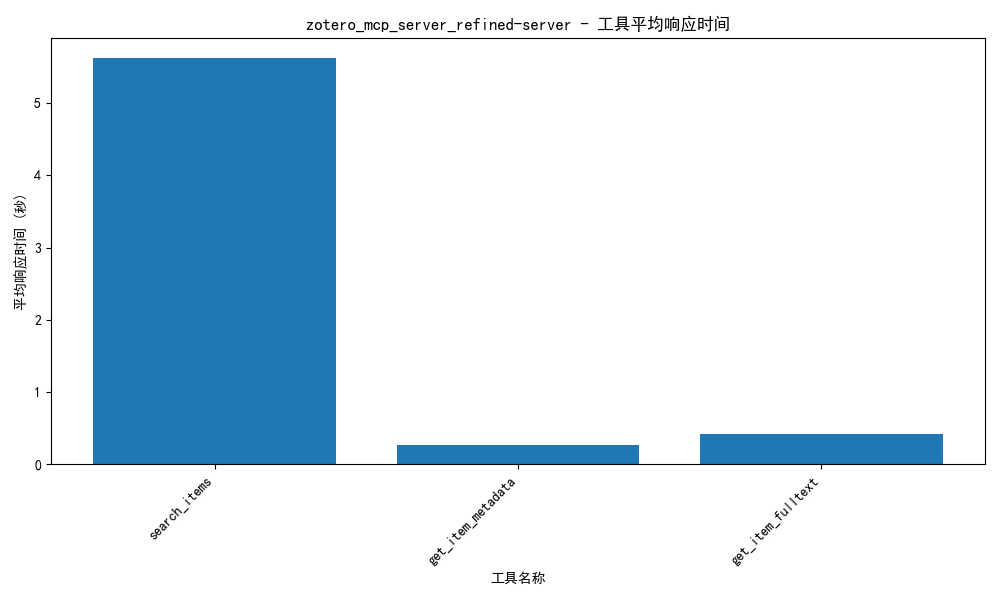 zotero_mcp_server_refined-server - 工具平均响应时间
平均响应时间 (秒)
5
4
3
2
1
0
search_items
get_item_metadata
get_item_fulltext
工具名称